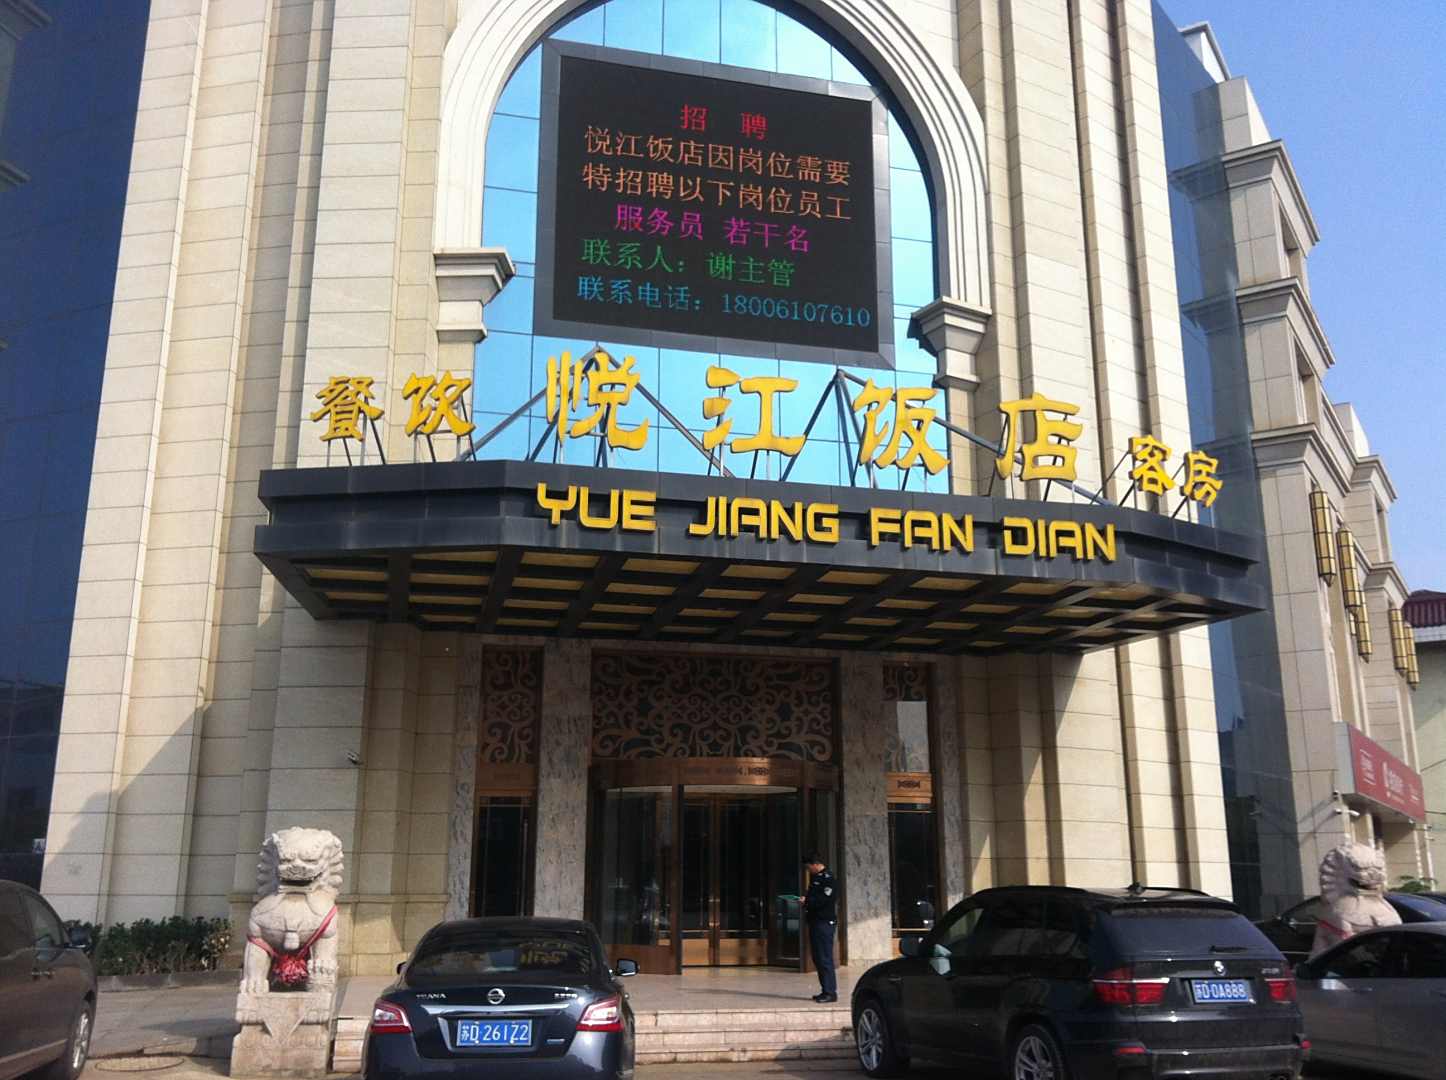 招 聘
悦江饭店因岗位需要
特招聘以下岗位员工
服务员 若干名
联系人：谢主管
联系电话：18006107610
餐饮 悦江饭店 客房
YUE JIANG FAN DIAN
TEANA
苏D·261Z2
苏D·0A888